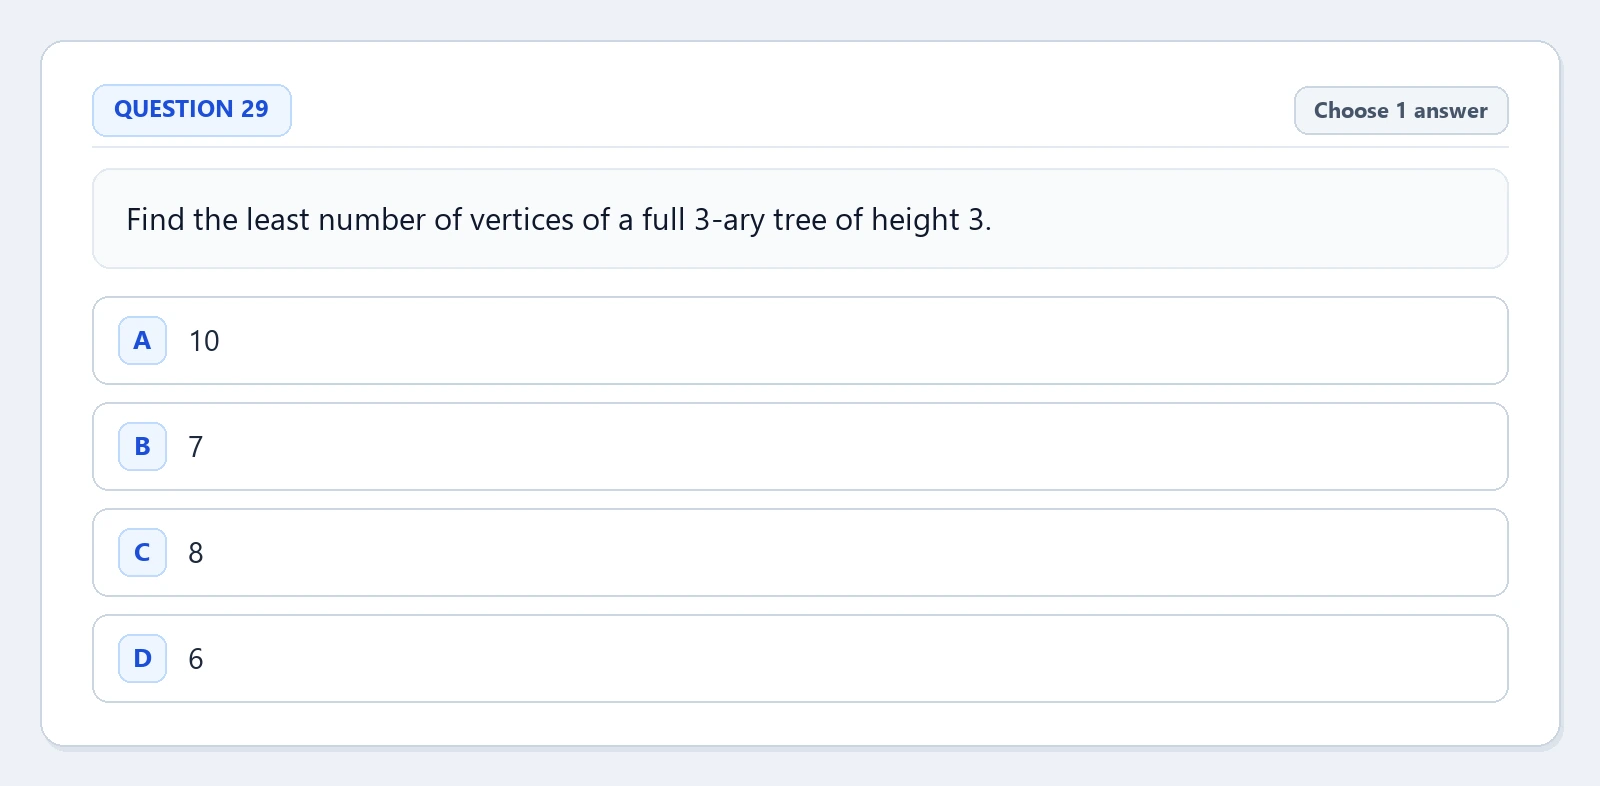 QUESTION 29
Choose 1 answer
Find the least number of vertices of a full 3-ary tree of height 3.
A 10
B 7
C 8
D 6